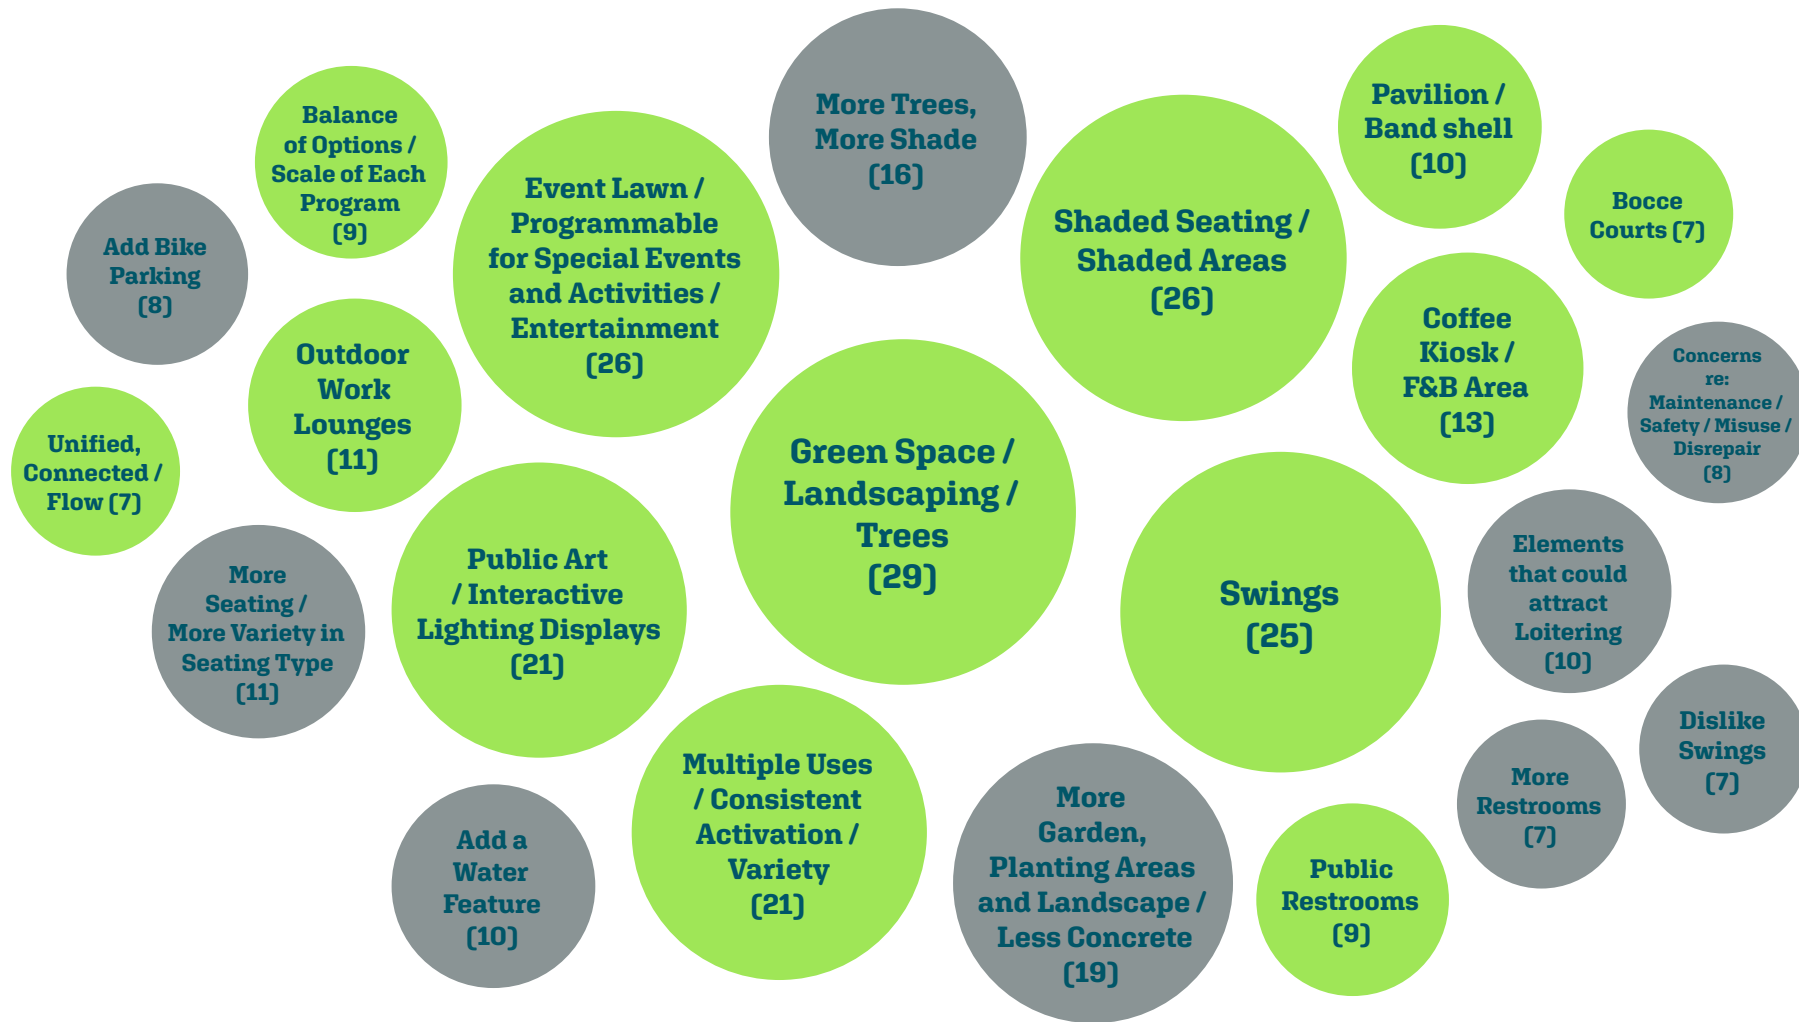 Balance
of Options /
Scale of Each
Program
(9)
Add Bike
Parking
(8)
Event Lawn /
Programmable
for Special Events
and Activities /
Entertainment
(26)
More Trees,
More Shade
(16)
Shaded Seating /
Shaded Areas
(26)
Pavilion /
Band shell
(10)
Bocce
Courts (7)
Outdoor
Work
Lounges
(11)
Unified,
Connected /
Flow (7)
Coffee
Kiosk /
F&B Area
(13)
Concerns
re:
Maintenance /
Safety / Misuse /
Disrepair
(8)
Green Space /
Landscaping /
Trees
(29)
More
Seating /
More Variety in
Seating Type
(11)
Public Art
/ Interactive
Lighting Displays
(21)
Swings
(25)
Elements
that could
attract
Loitering
(10)
Dislike
Swings
(7)
More
Restrooms
(7)
Add a
Water
Feature
(10)
Multiple Uses
/ Consistent
Activation /
Variety
(21)
More
Garden,
Planting Areas
and Landscape /
Less Concrete
(19)
Public
Restrooms
(9)